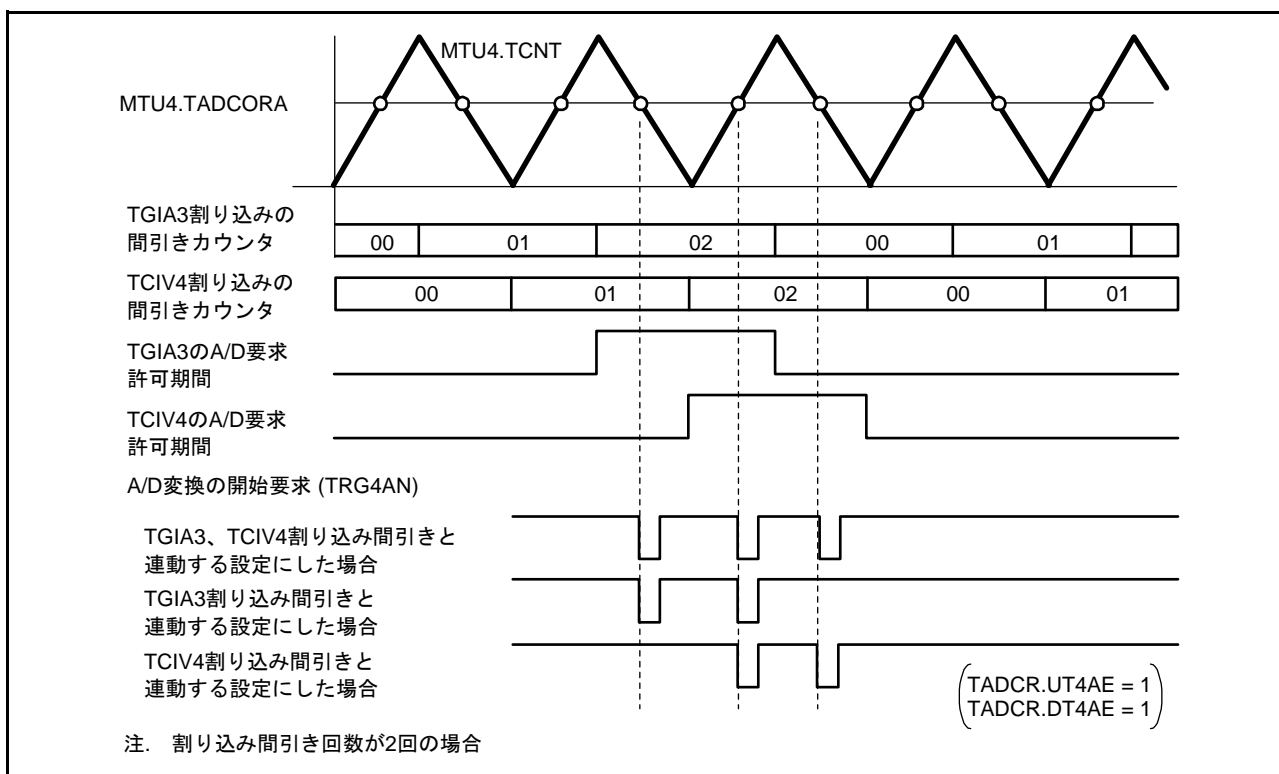 MTU4.TCNT
MTU4.TADCORA
TGIA3割り込みの
間引きカウンタ
00 01 02 00 01
TCIV4割り込みの
間引きカウンタ
00 01 02 00 01
TGIA3のA/D要求
許可期間
TCIV4のA/D要求
許可期間
A/D変換の開始要求 (TRG4AN)
TGIA3、TCIV4割り込み間引きと
連動する設定にした場合
TGIA3割り込み間引きと
連動する設定にした場合
TCIV4割り込み間引きと
連動する設定にした場合
TADCR.UT4AE = 1
TADCR.DT4AE = 1
注. 割り込み間引き回数が2回の場合